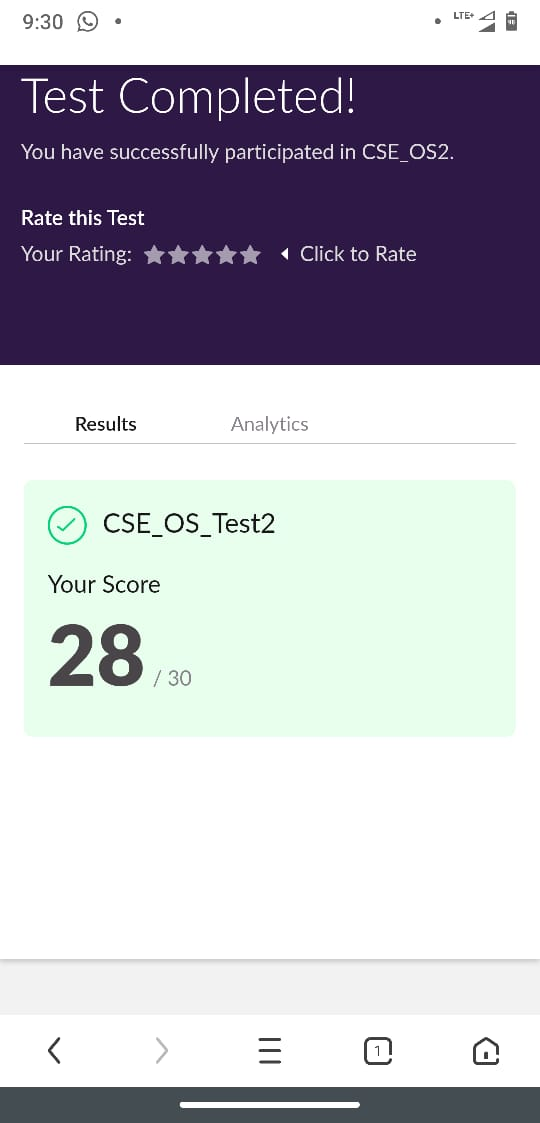 9:30
LTE+
Test Completed!
You have successfully participated in CSE_OS2.
Rate this Test
Your Rating: Click to Rate
Results Analytics
CSE_OS_Test2
Your Score
28 / 30
1